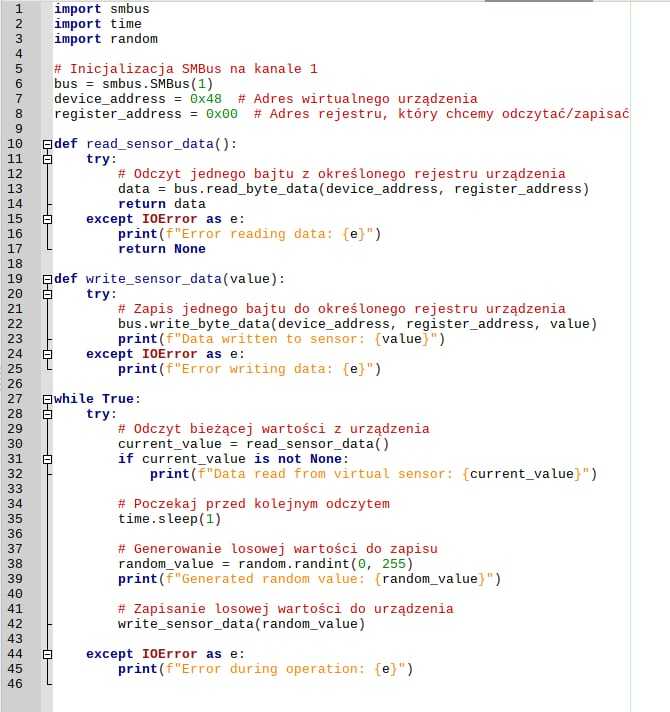 1 import smbus
2 import time
3 import random
4
5 # Inicjalizacja SMBus na kanale 1
6 bus = smbus.SMBus(1)
7 device_address = 0x48  # Adres wirtualnego urządzenia
8 register_address = 0x00  # Adres rejestru, który chcemy odczytać/zapisać
9
10 def read_sensor_data():
11     try:
12         # Odczyt jednego bajtu z określonego rejestru urządzenia
13         data = bus.read_byte_data(device_address, register_address)
14         return data
15     except IOError as e:
16         print(f"Error reading data: {e}")
17         return None
18
19 def write_sensor_data(value):
20     try:
21         # Zapis jednego bajtu do określonego rejestru urządzenia
22         bus.write_byte_data(device_address, register_address, value)
23         print(f"Data written to sensor: {value}")
24     except IOError as e:
25         print(f"Error writing data: {e}")
26
27 while True:
28     try:
29         # Odczyt bieżącej wartości z urządzenia
30         current_value = read_sensor_data()
31         if current_value is not None:
32             print(f"Data read from virtual sensor: {current_value}")
33
34         # Poczekaj przed kolejnym odczytem
35         time.sleep(1)
36
37         # Generowanie losowej wartości do zapisu
38         random_value = random.randint(0, 255)
39         print(f"Generated random value: {random_value}")
40
41         # Zapisanie losowej wartości do urządzenia
42         write_sensor_data(random_value)
43
44     except IOError as e:
45         print(f"Error during operation: {e}")
46